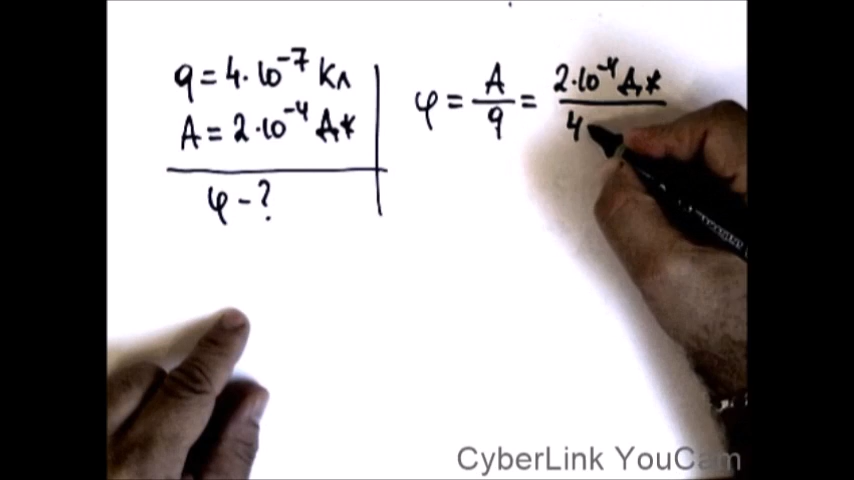 q = 4·10⁻⁷ Кл
A = 2·10⁻⁴ Дж
φ - ?
φ = A/q = 2·10⁻⁴ Дж/4
CyberLink YouCam